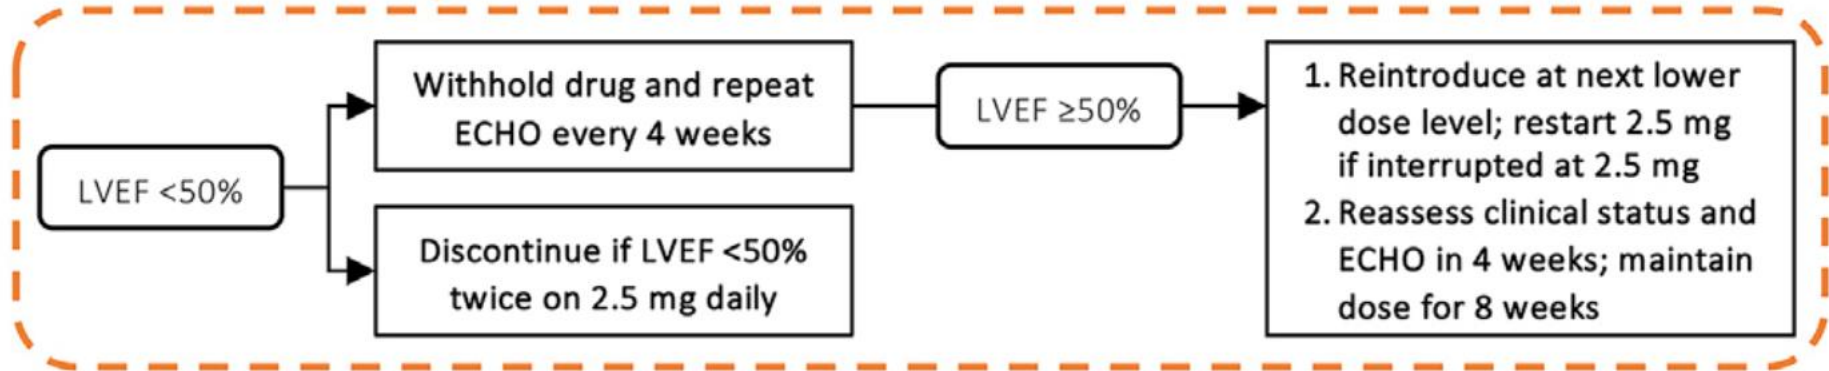 LVEF <50%
Withhold drug and repeat
ECHO every 4 weeks
Discontinue if LVEF <50%
twice on 2.5 mg daily
LVEF ≥50%
1. Reintroduce at next lower
dose level; restart 2.5 mg
if interrupted at 2.5 mg
2. Reassess clinical status and
ECHO in 4 weeks; maintain
dose for 8 weeks